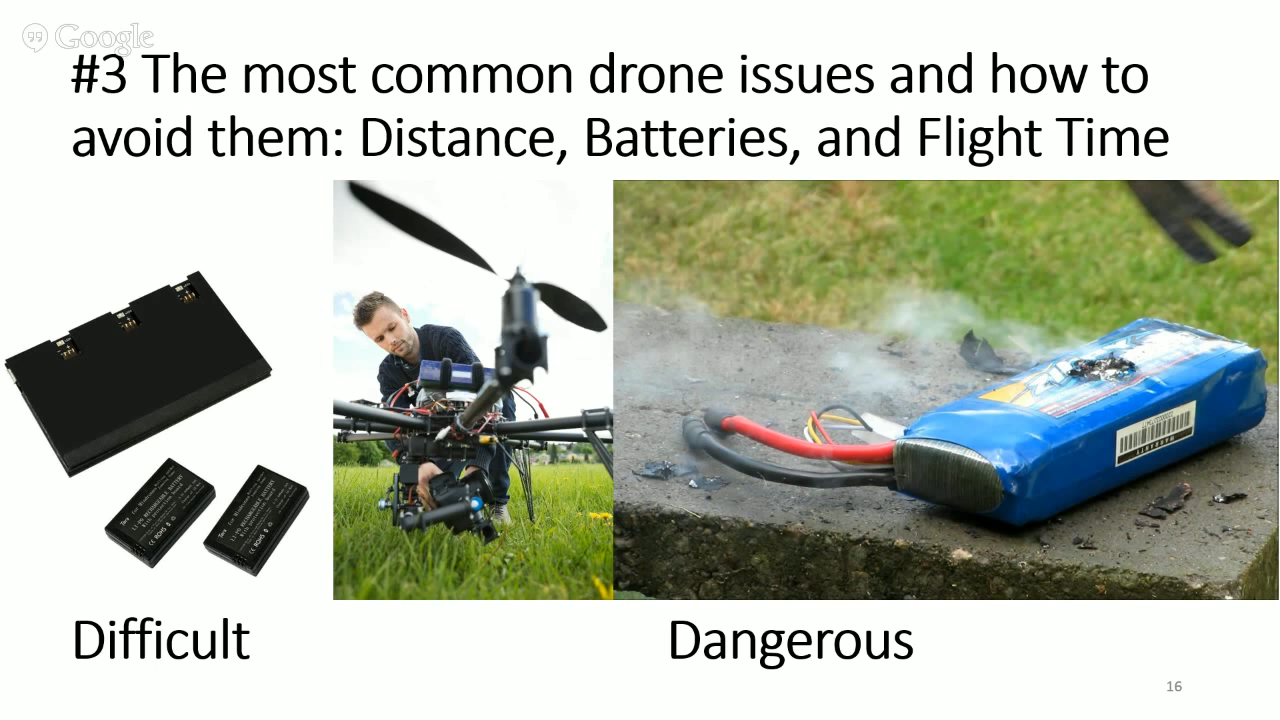 Google
#3 The most common drone issues and how to
avoid them: Distance, Batteries, and Flight Time
Difficult
Dangerous
16